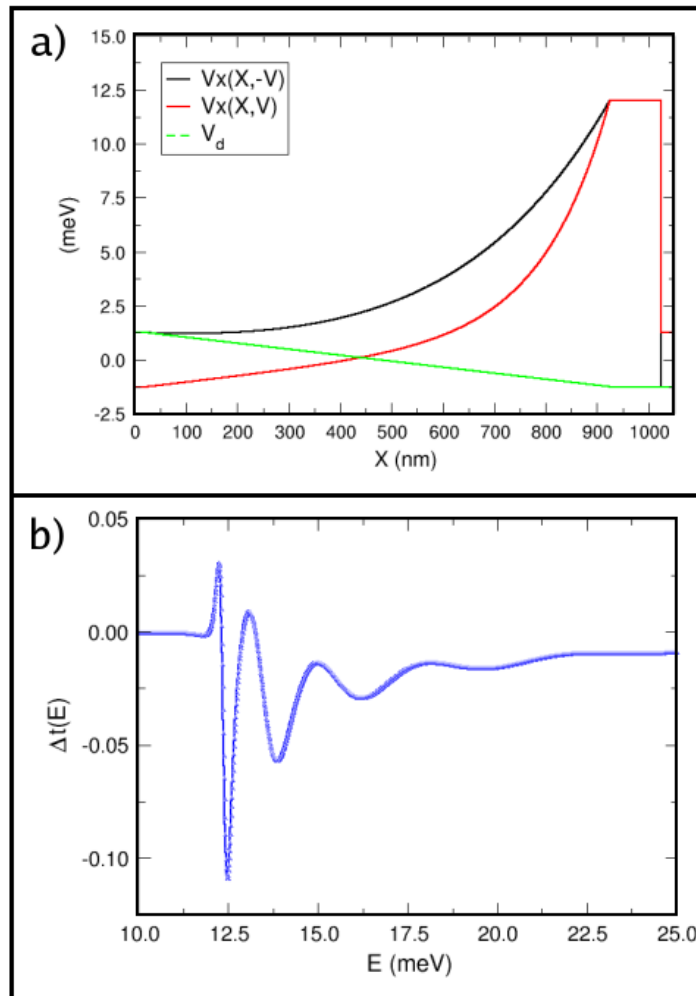 a)
15.0
12.5
10.0
7.5
5.0
2.5
0.0
-2.5
(meV)
Vx(X,-V)
Vx(X,V)
V_d
0 100 200 300 400 500 600 700 800 900 1000
X (nm)
b)
0.05
0.00
-0.05
-0.10
Δt(E)
10.0 12.5 15.0 17.5 20.0 22.5 25.0
E (meV)